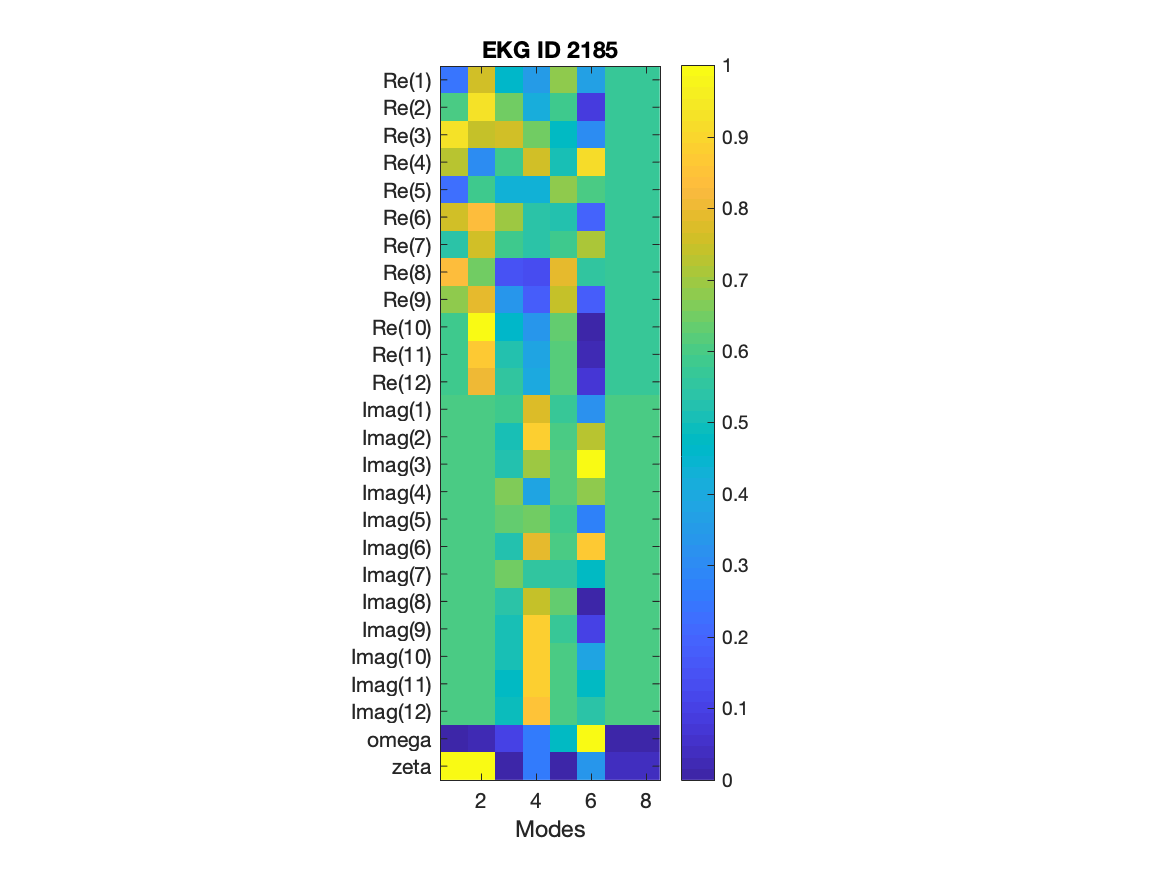 EKG ID 2185
Re(1)
Re(2)
Re(3)
Re(4)
Re(5)
Re(6)
Re(7)
Re(8)
Re(9)
Re(10)
Re(11)
Re(12)
Imag(1)
Imag(2)
Imag(3)
Imag(4)
Imag(5)
Imag(6)
Imag(7)
Imag(8)
Imag(9)
Imag(10)
Imag(11)
Imag(12)
omega
zeta
2 4 6 8
Modes
1
0.9
0.8
0.7
0.6
0.5
0.4
0.3
0.2
0.1
0